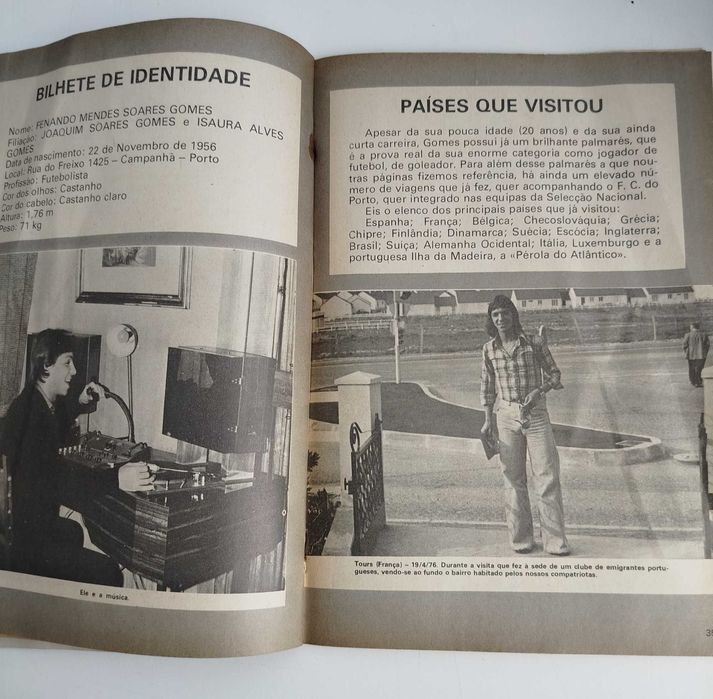 BILHETE DE IDENTIDADE
Nome: FENANDO MENDES SOARES GOMES
Filiação: JOAQUIM SOARES GOMES e ISAURA ALVES
GOMES
Data de nascimento: 22 de Novembro de 1956
Local: Rua do Freixo 1425 – Campanhã – Porto
Profissão: Futebolista
Cor dos olhos: Castanho
Cor do cabelo: Castanho claro
Altura: 1,76 m
Peso: 71 kg
Ele e a música.
PAÍSES QUE VISITOU
Apesar da sua pouca idade (20 anos) e da sua ainda
curta carreira, Gomes possui já um brilhante palmarés, que
é a prova real da sua enorme categoria como jogador de
futebol, de goleador. Para além desse palmarés a que nou-
tras páginas fizemos referência, há ainda um elevado nú-
mero de viagens que já fez, quer acompanhando o F. C. do
Porto, quer integrado nas equipas da Selecção Nacional.
Eis o elenco dos principais países que já visitou:
Espanha; França; Bélgica; Checoslováquia; Grécia;
Chipre; Finlândia; Dinamarca; Suécia; Escócia; Inglaterra;
Brasil; Suiça; Alemanha Ocidental; Itália, Luxemburgo e a
portuguesa Ilha da Madeira, a «Pérola do Atlântico».
Tours (França) – 19/4/76. Durante a visita que fez à sede de um clube de emigrantes portu-
gueses, vendo-se ao fundo o bairro habitado pelos nossos compatriotas.